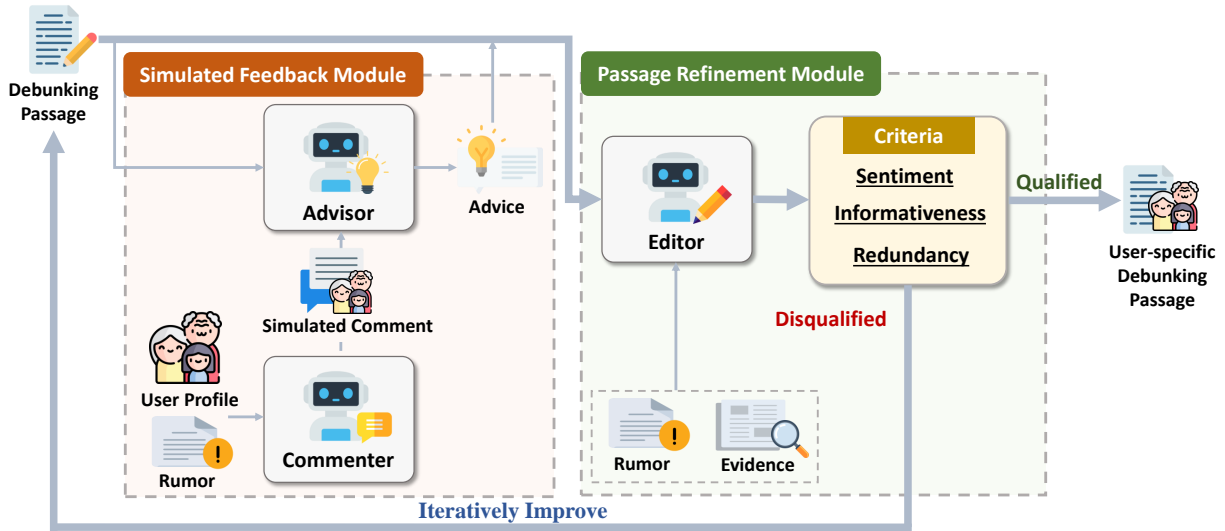 Debunking
Passage
Simulated Feedback Module
Advisor
Advice
Simulated Comment
User Profile
Rumor
!
Commenter
Passage Refinement Module
Editor
Criteria
Sentiment
Informativeness
Redundancy
Qualified
User-specific
Debunking
Passage
Disqualified
Rumor
!
Evidence
Iteratively Improve